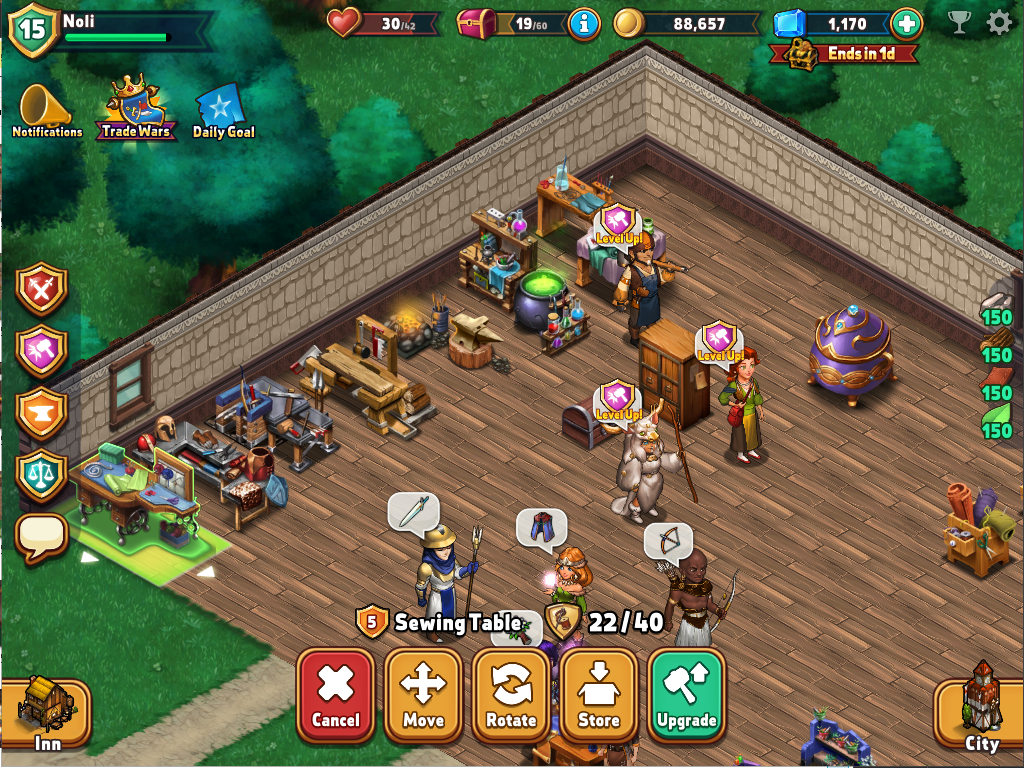 15
Noli
30/42
19/60
88,657
1,170
Ends in 1d
Notifications
Trade Wars
Daily Goal
Level Up!
Level Up!
Level Up!
150
150
150
150
5 Sewing Table 22/40
Cancel
Move
Rotate
Store
Upgrade
Inn
City